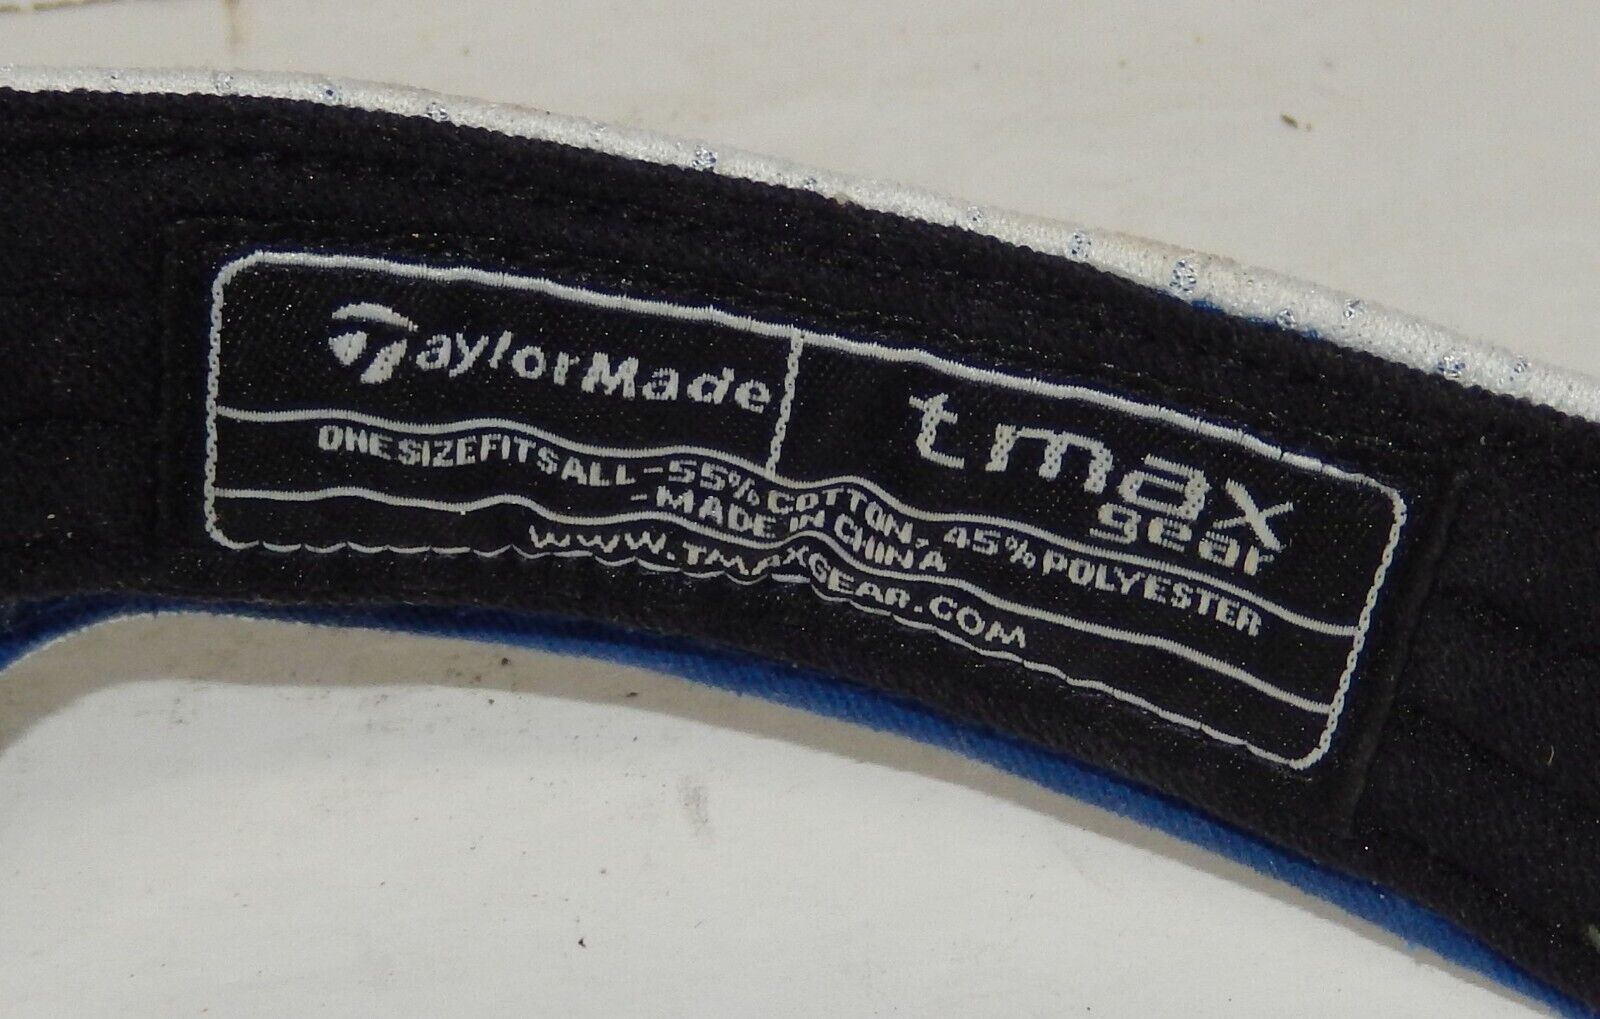 TaylorMade
tmax
gear
ONE SIZE FITS ALL - 55% COTTON, 45% POLYESTER
-MADE IN CHINA
WWW.TMAXGEAR.COM